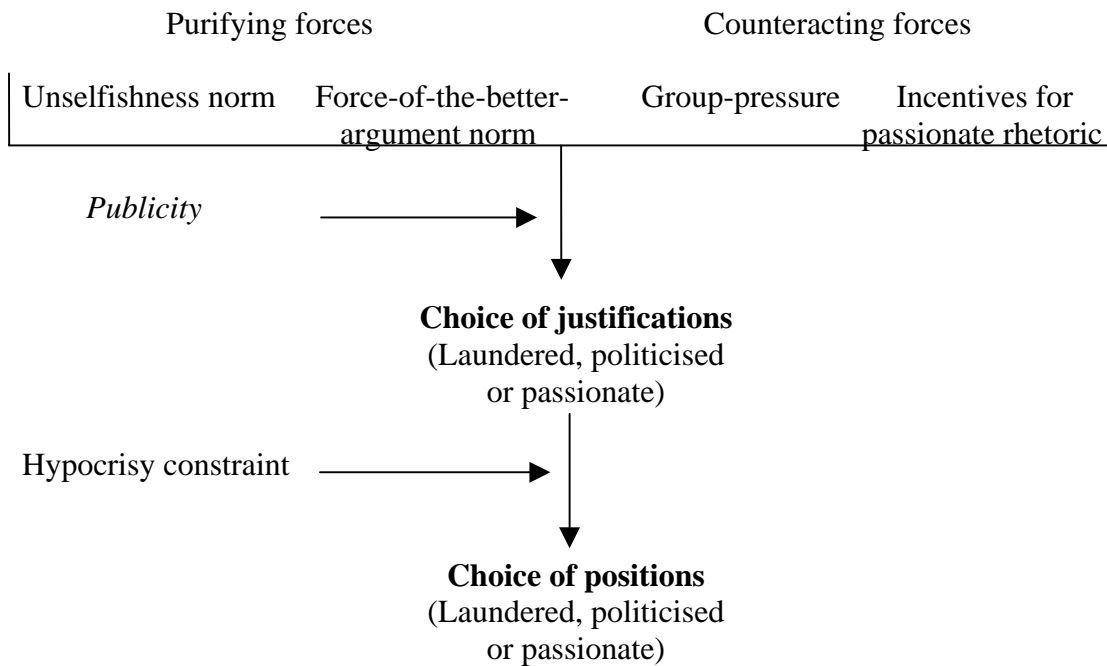 Purifying forces Counteracting forces
Unselfishness norm Force-of-the-better- Group-pressure Incentives for
argument norm passionate rhetoric
Publicity
Choice of justifications
(Laundered, politicised
or passionate)
Hypocrisy constraint
Choice of positions
(Laundered, politicised
or passionate)